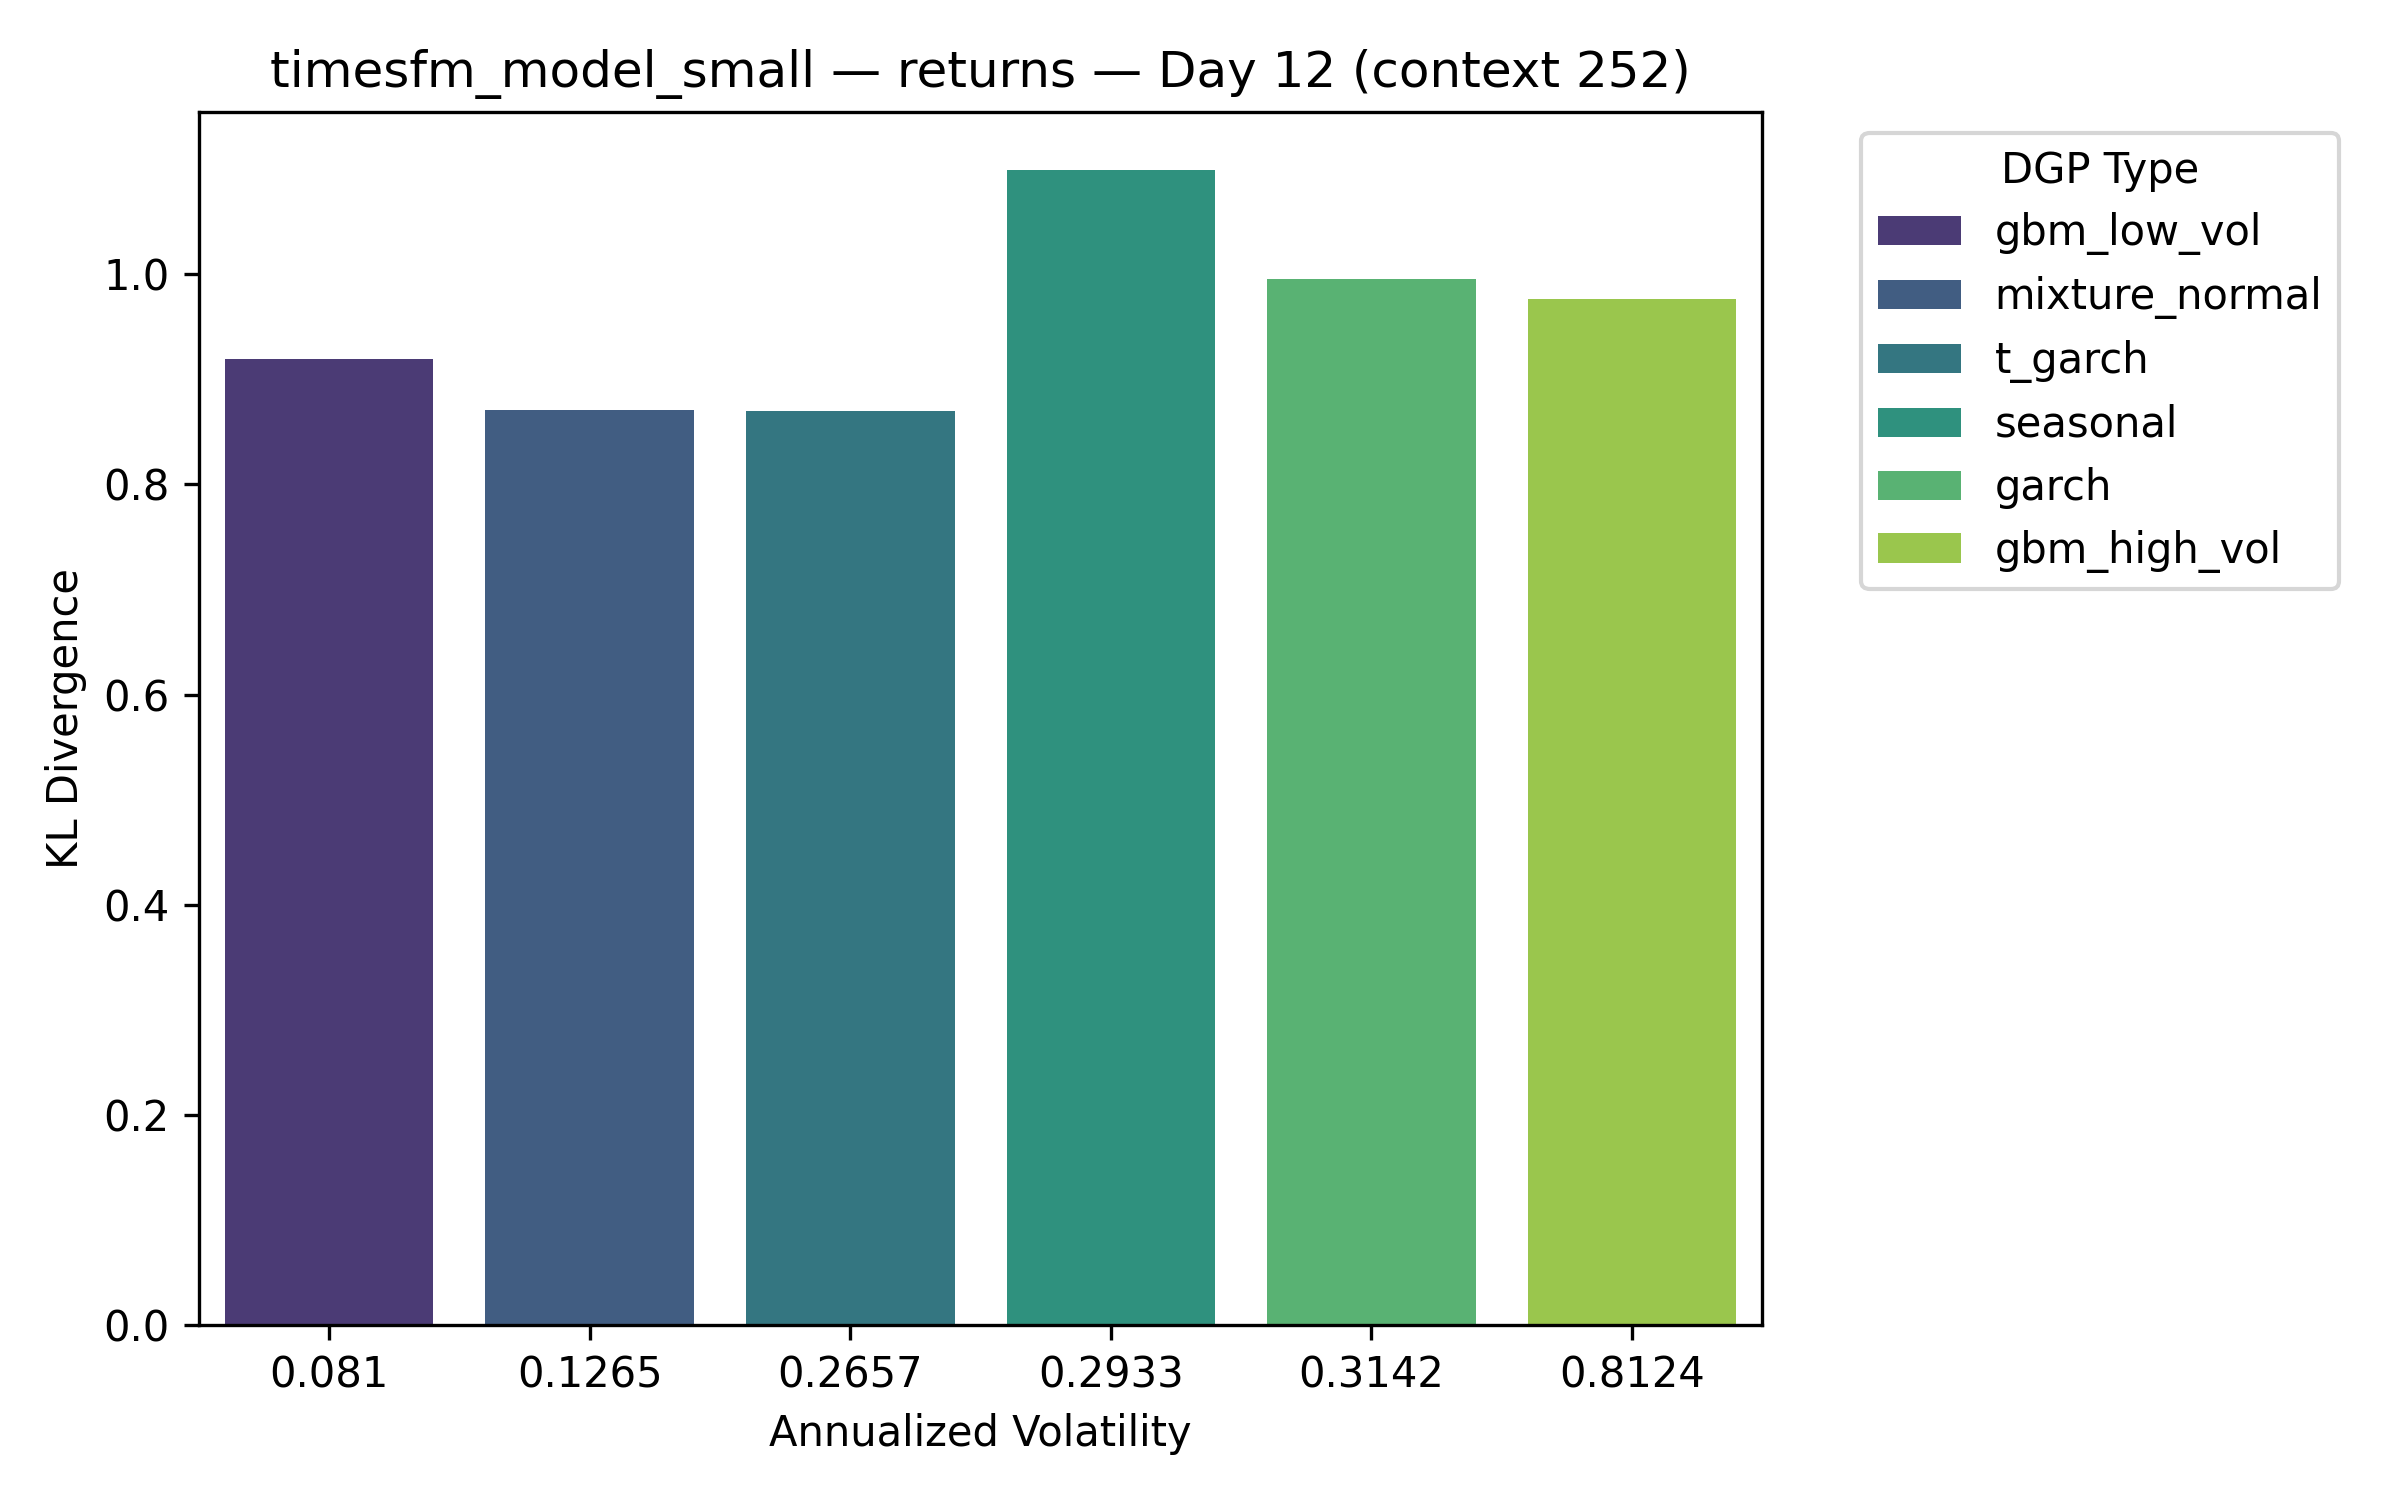 timesfm_model_small — returns — Day 12 (context 252)
KL Divergence
1.0
0.8
0.6
0.4
0.2
0.0
0.081 0.1265 0.2657 0.2933 0.3142 0.8124
Annualized Volatility
DGP Type
gbm_low_vol
mixture_normal
t_garch
seasonal
garch
gbm_high_vol